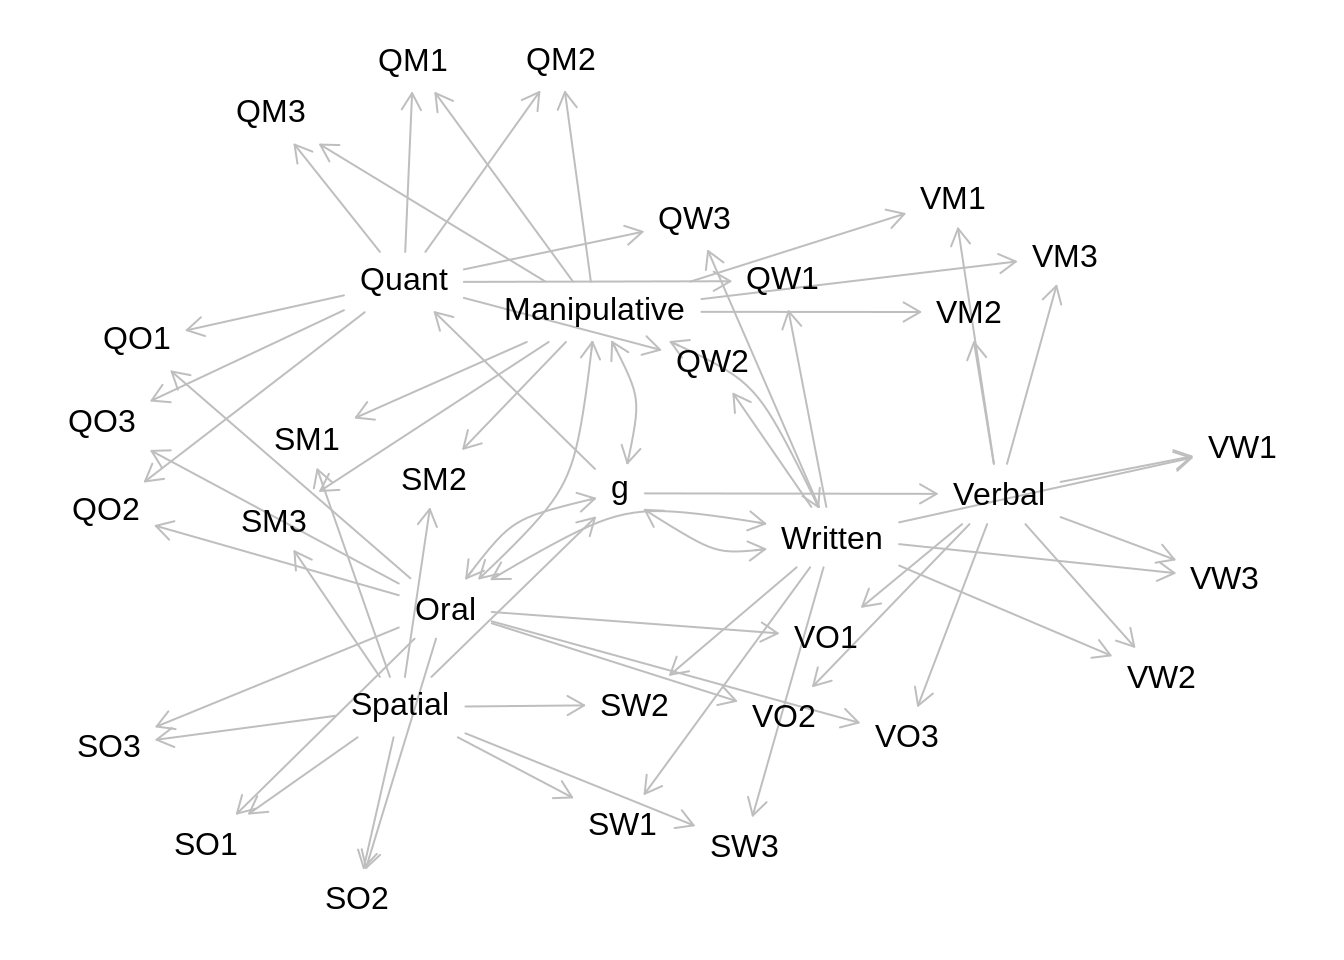 QM1
QM2
QM3
VM1
QW3
VM3
Quant
QW1
Manipulative
VM2
QO1
QW2
QO3
SM1
VW1
SM2
g
Verbal
QO2
SM3
Written
VW3
Oral
VO1
VW2
Spatial
SW2
VO2
VO3
SO3
SW1
SO1
SW3
SO2